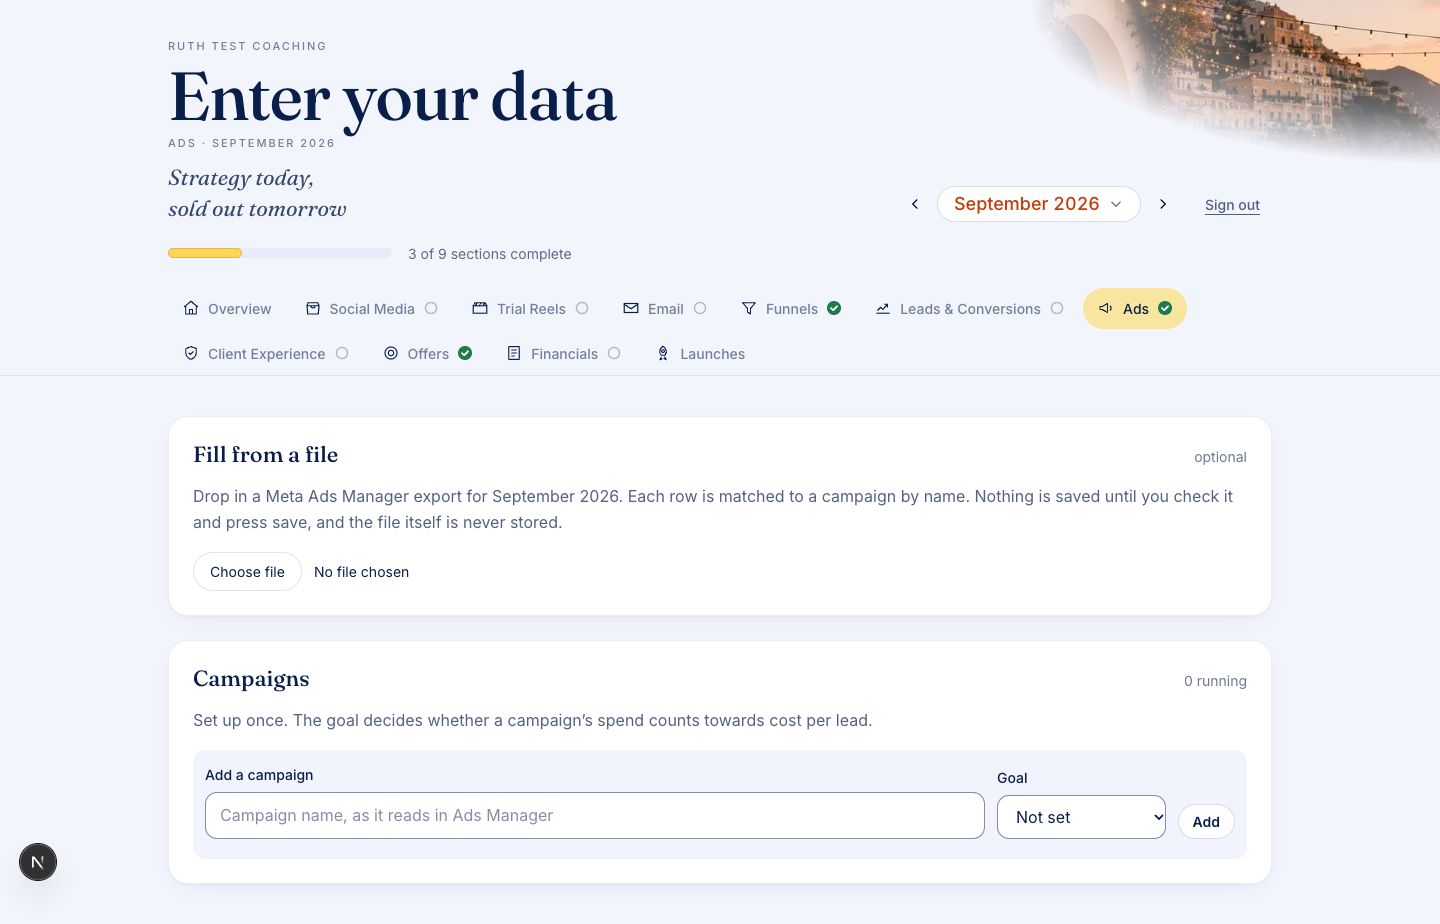 RUTH TEST COACHING
Enter your data
ADS · SEPTEMBER 2026
Strategy today,
sold out tomorrow
September 2026
Sign out
3 of 9 sections complete
Overview
Social Media
Trial Reels
Email
Funnels
Leads & Conversions
Ads
Client Experience
Offers
Financials
Launches
Fill from a file
optional
Drop in a Meta Ads Manager export for September 2026. Each row is matched to a campaign by name. Nothing is saved until you check it
and press save, and the file itself is never stored.
Choose file
No file chosen
Campaigns
0 running
Set up once. The goal decides whether a campaign’s spend counts towards cost per lead.
Add a campaign
Goal
Campaign name, as it reads in Ads Manager
Not set
Add
N